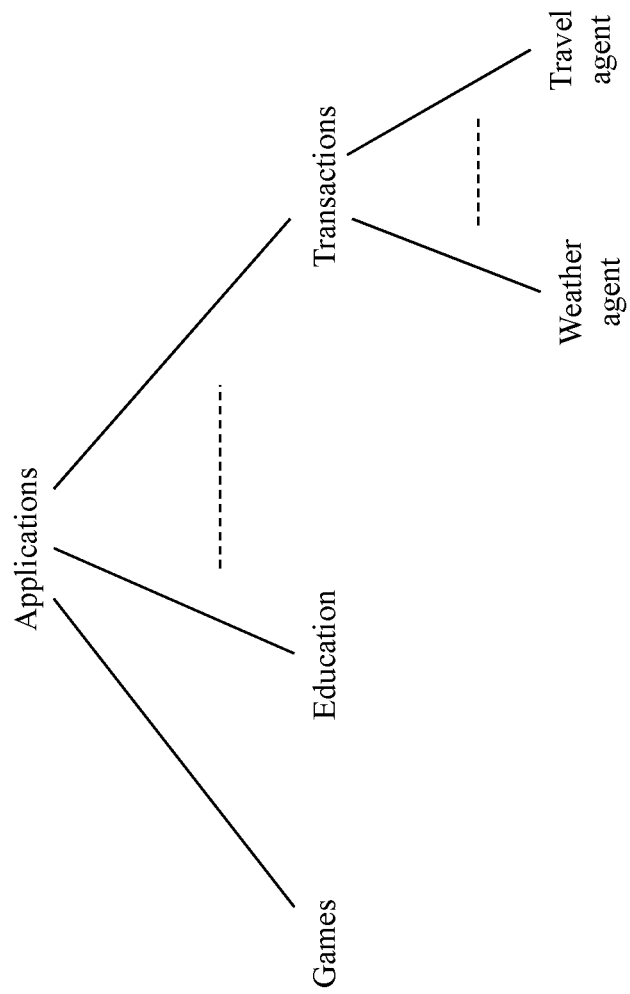 Applications
Games
Education
Transactions
Weather
agent
Travel
agent